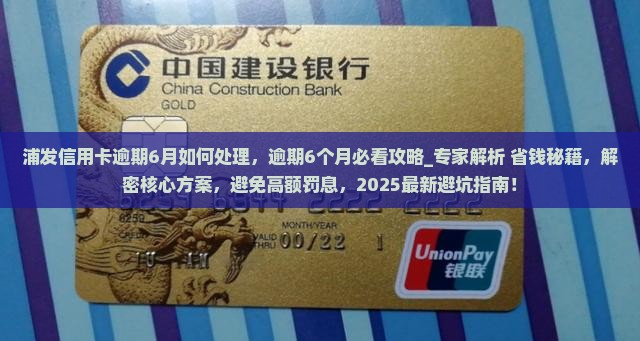 中国建设银行
China Construction Bank
GOLD
浦发信用卡逾期6月如何处理，逾期6个月必看攻略_专家解析 省钱秘籍，解
密核心方案，避免高额罚息，2025最新避坑指南！
MONTH/YEAR
VALID
THRU
00/22 1
UnionPay
银联